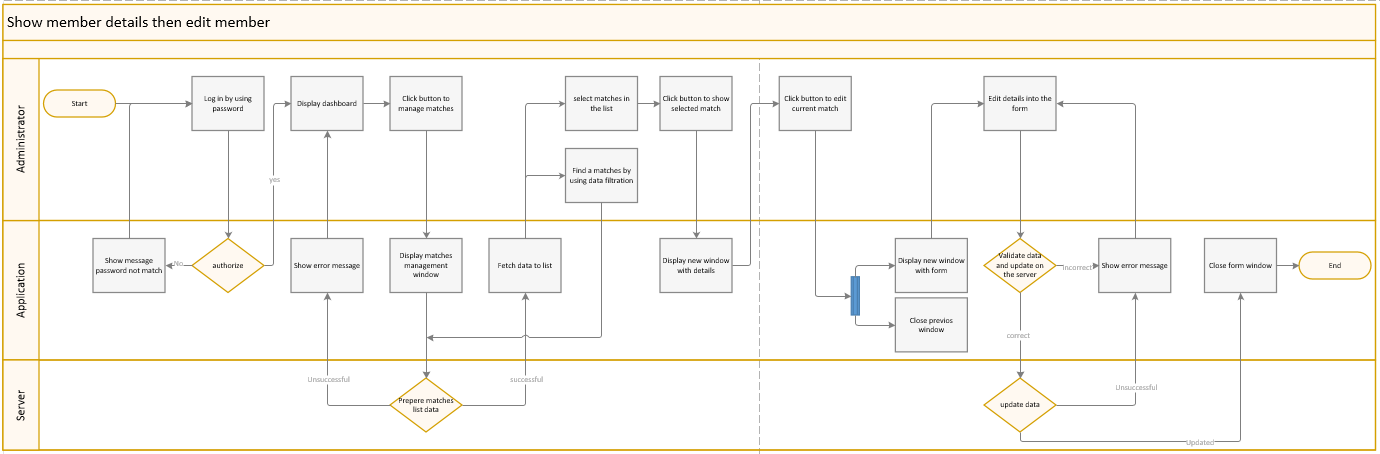 Show member details then edit member
Administrator
Start
Log in by using
password
Display dashboard
Click button to
manage matches
select matches in
the list
Click button to show
selected match
Click button to edit
current match
Edit details into the
form
Find a matches by
using data filtration
yes
Application
Show message
password not match
No
authorize
Show error message
Display matches
management
window
Fetch data to list
Display new window
with details
Display new window
with form
Close previos
window
Validate data
and update on
the server
Incorrect
Show error message
Close form window
End
correct
Server
Unsuccessful
Prepere matches
list data
successful
update data
Unsuccessful
Updated